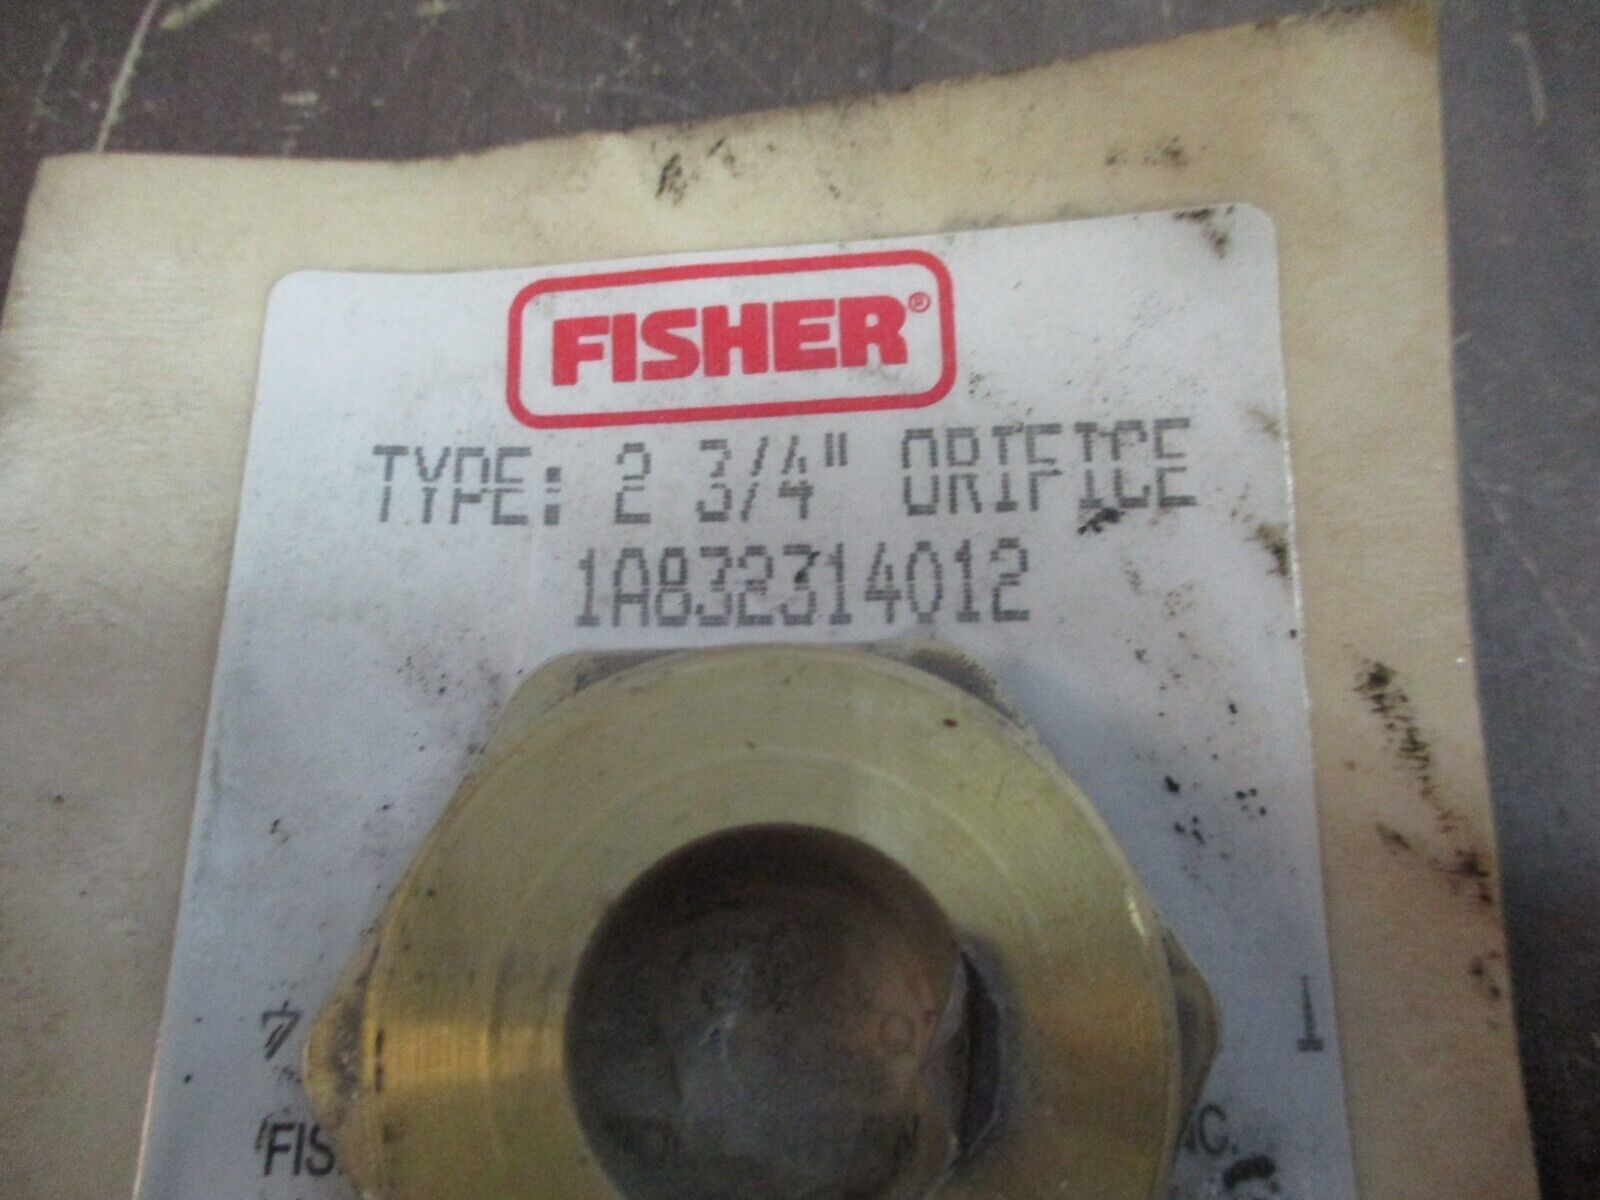 FISHER®
TYPE: 2 3/4" ORIFICE
1A832314012